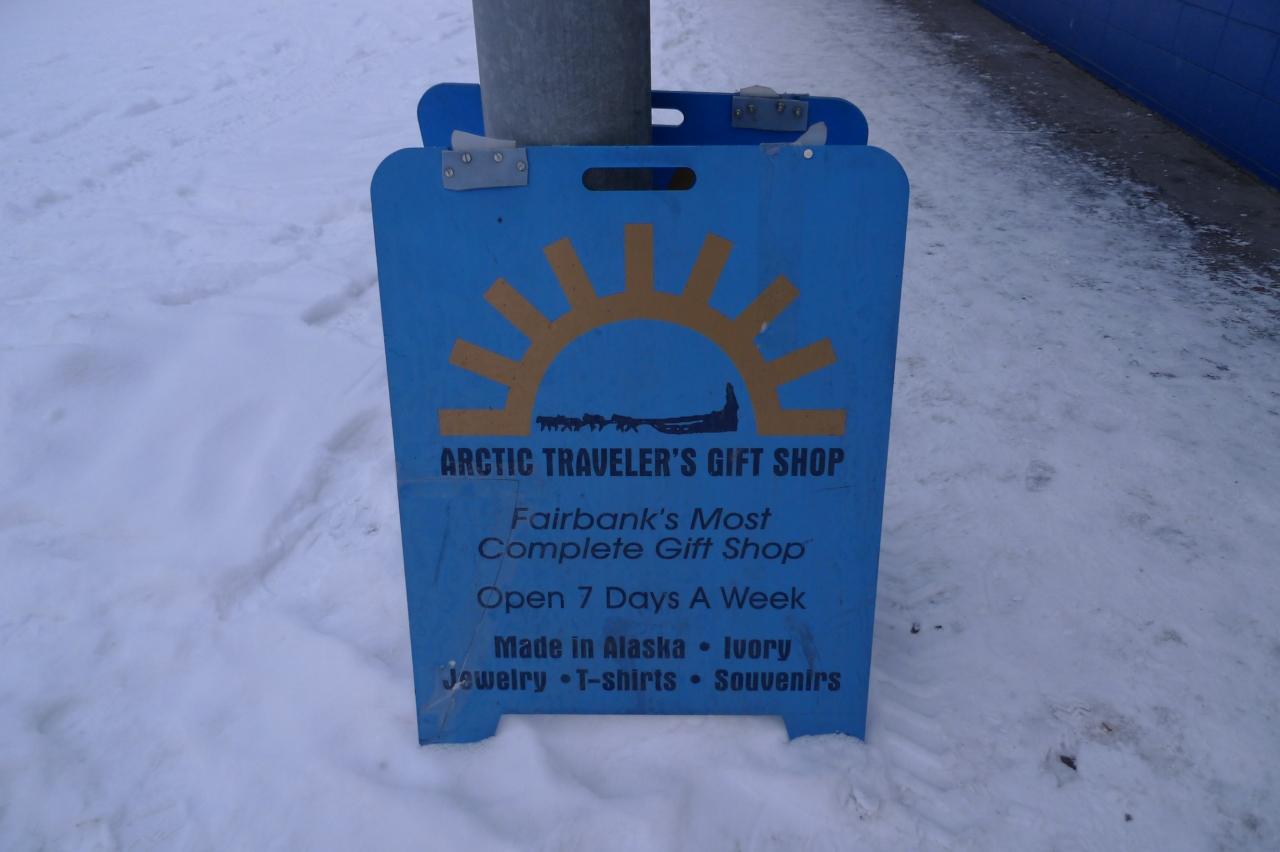 ARCTIC TRAVELER'S GIFT SHOP
Fairbank's Most
Complete Gift Shop
Open 7 Days A Week
Made in Alaska • Ivory
Jewelry • T-shirts • Souvenirs